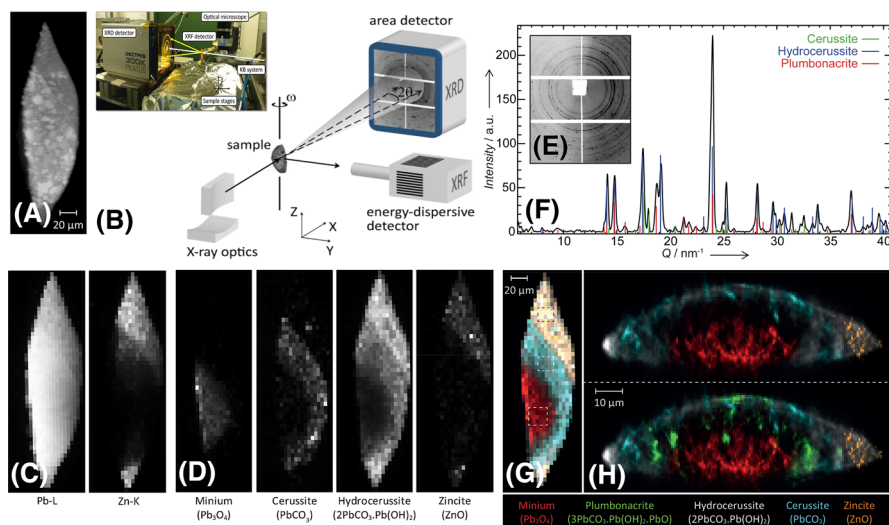 (A)
20 µm
(B)
XRD detector
XRF detector
Optical microscope
DECTRIS
300K
KB system
Sample stages
ω
sample
X-ray optics
Z
X
Y
area detector
2θ
XRD
XRF
energy-dispersive
detector
Cerussite
Hydrocerussite
Plumbonacrite
Intensity / a.u.
200
150
100
50
0
(E)
(F)
10 15 20 25 30 35 40
Q / nm⁻¹
(C)
Pb-L
Zn-K
(D)
Minium
(Pb₃O₄)
Cerussite
(PbCO₃)
Hydrocerussite
(2PbCO₃.Pb(OH)₂)
Zincite
(ZnO)
20 µm
(G)
10 µm
(H)
Minium
(Pb₃O₄)
Plumbonacrite
(3PbCO₃.Pb(OH)₂.PbO)
Hydrocerussite
(2PbCO₃.Pb(OH)₂)
Cerussite
(PbCO₃)
Zincite
(ZnO)